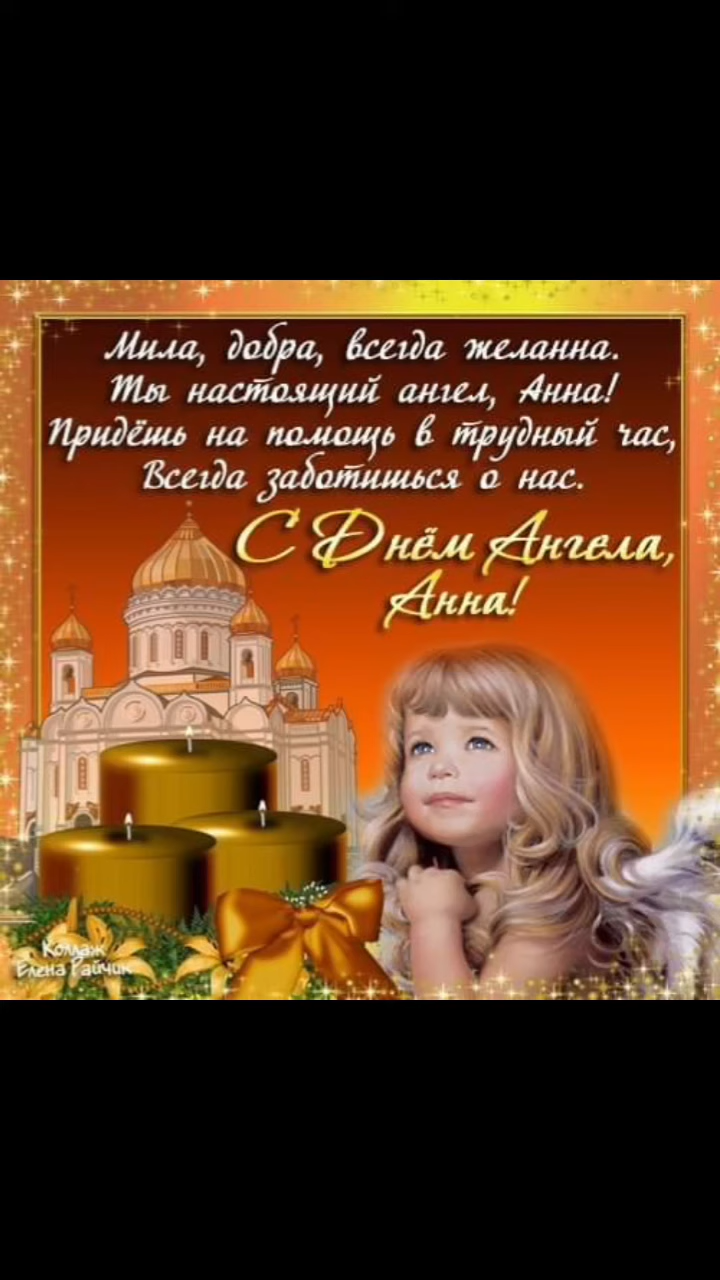 Мила, добра, всегда желанна.
Ты настоящий ангел, Анна!
Придёшь на помощь в трудный час,
Всегда заботишься о нас.
С Днём Ангела,
Анна!
Коллаж
Елена Райчик